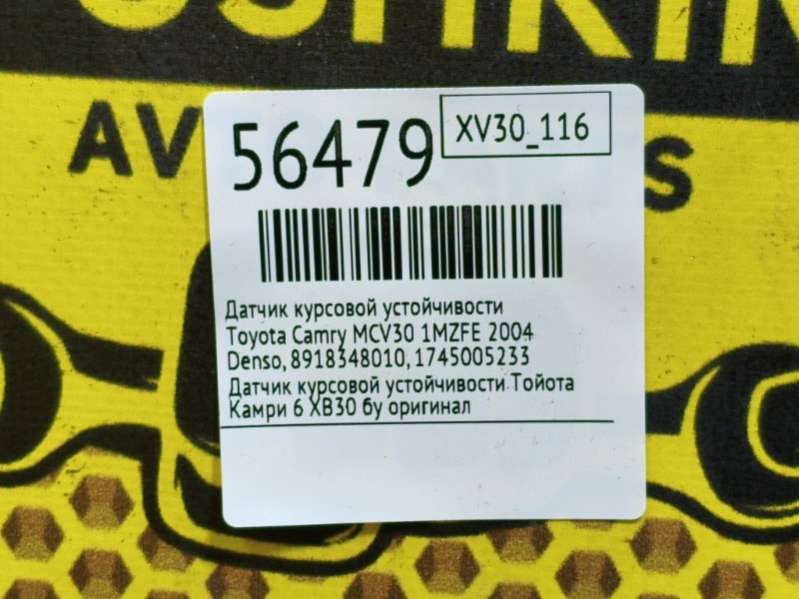 AV
S
56479
XV30_116
Датчик курсовой устойчивости
Toyota Camry MCV30 1MZFE 2004
Denso, 8918348010, 1745005233
Датчик курсовой устойчивости Тойота
Камри 6 ХВ30 бу оригинал